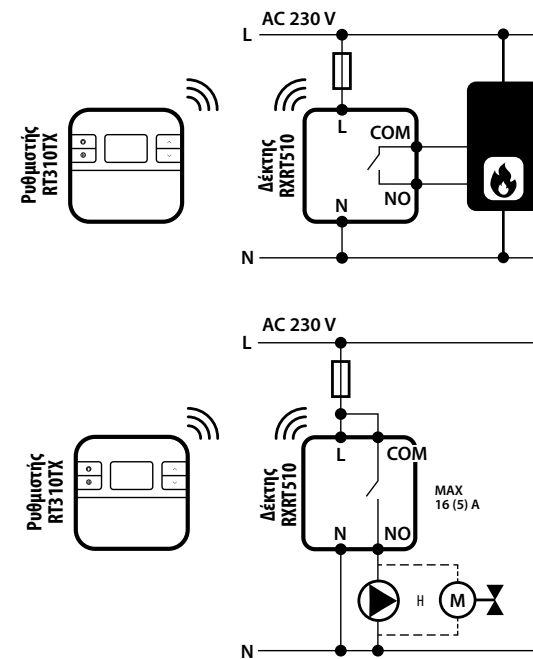 AC 230 V
L
Ρυθμιστής
RT310TX
Δέκτης
RXRT510
L
COM
NO
N
N
AC 230 V
L
Ρυθμιστής
RT310TX
Δέκτης
RXRT510
L
COM
MAX
16 (5) A
N
NO
H
M
N